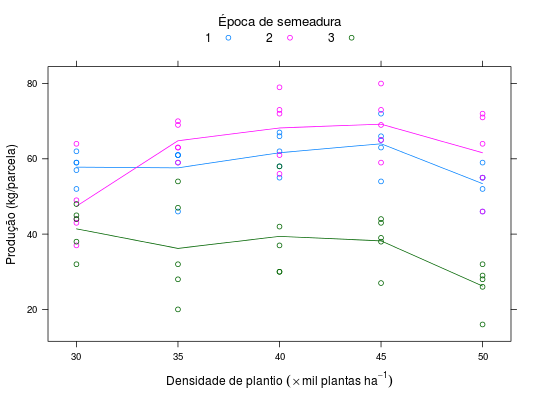 Época de semeadura
1 2 3
Produção (kg/parcela)
80
60
40
20
30 35 40 45 50
Densidade de plantio (×mil plantas ha⁻¹)